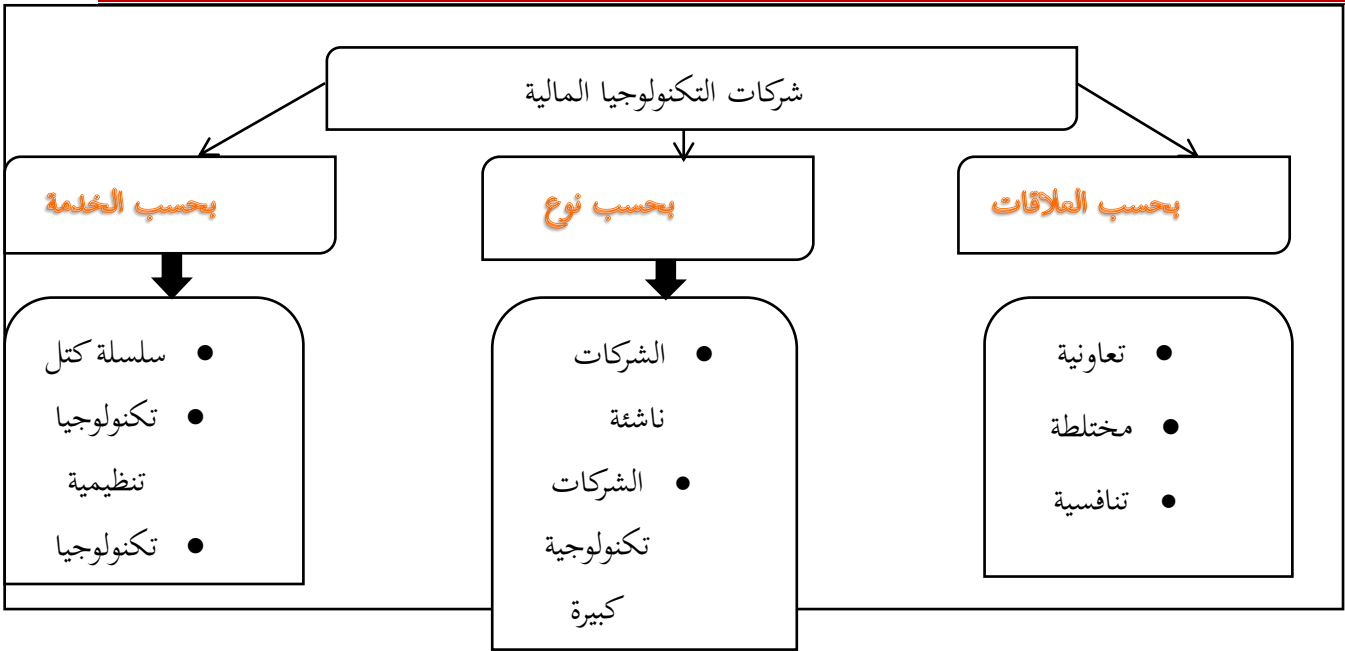 شركات التكنولوجيا المالية
بحسب العلاقات
بحسب نوع
بحسب الخدمة
• تعاونية
• مختلطة
• تنافسية
• الشركات
ناشئة
• الشركات
تكنولوجية
كبيرة
• سلسلة كتل
• تكنولوجيا
تنظيمية
• تكنولوجيا